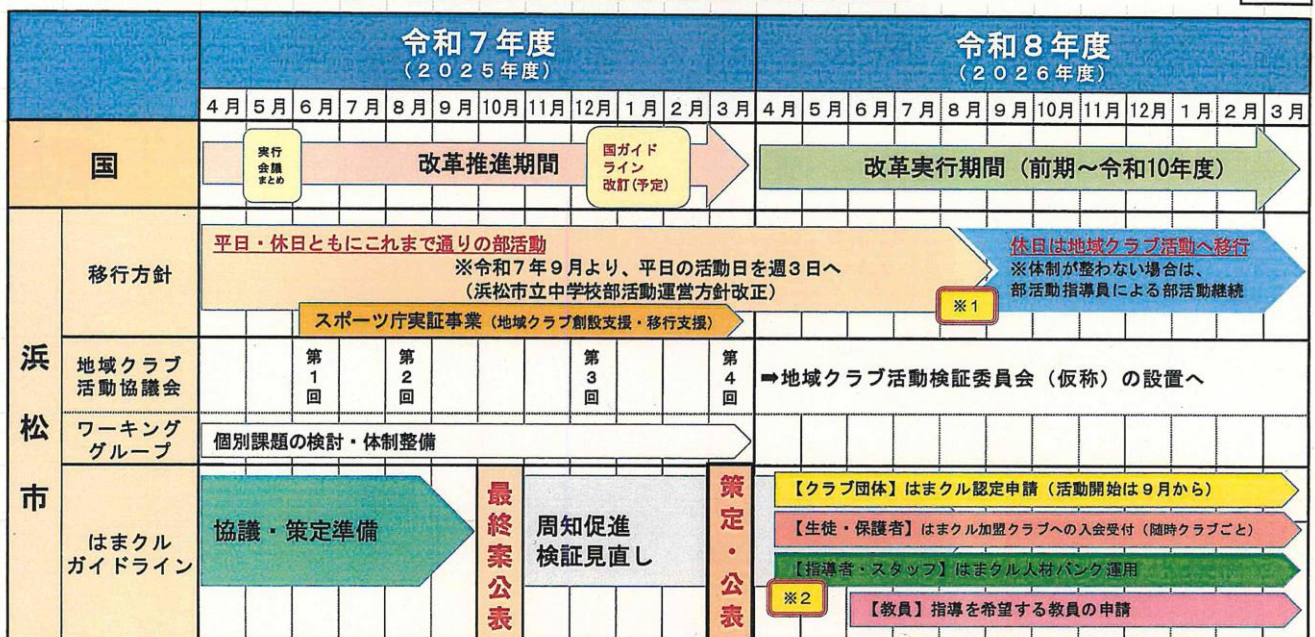 令和7年度
（2025年度）
令和8年度
（2026年度）
4月 5月 6月 7月 8月 9月 10月 11月 12月 1月 2月 3月 4月 5月 6月 7月 8月 9月 10月 11月 12月 1月 2月 3月
国
実行
会議
まとめ
改革推進期間
国ガイド
ライン
改訂(予定)
改革実行期間（前期～令和10年度）
浜松市
移行方針
平日・休日ともにこれまで通りの部活動
※令和7年9月より、平日の活動日を週3日へ
（浜松市立中学校部活動運営方針改正）
スポーツ庁実証事業（地域クラブ創設支援・移行支援）
※1
休日は地域クラブ活動へ移行
※体制が整わない場合は、
部活動指導員による部活動継続
地域クラブ
活動協議会
第1回
第2回
第3回
第4回
➡地域クラブ活動検証委員会（仮称）の設置へ
ワーキング
グループ
個別課題の検討・体制整備
はまクル
ガイドライン
協議・策定準備
最終案公表
周知促進
検証見直し
策定・公表
【クラブ団体】はまクル認定申請（活動開始は9月から）
【生徒・保護者】はまクル加盟クラブへの入会受付（随時クラブごと）
【指導者・スタッフ】はまクル人材バンク運用
※2
【教員】指導を希望する教員の申請